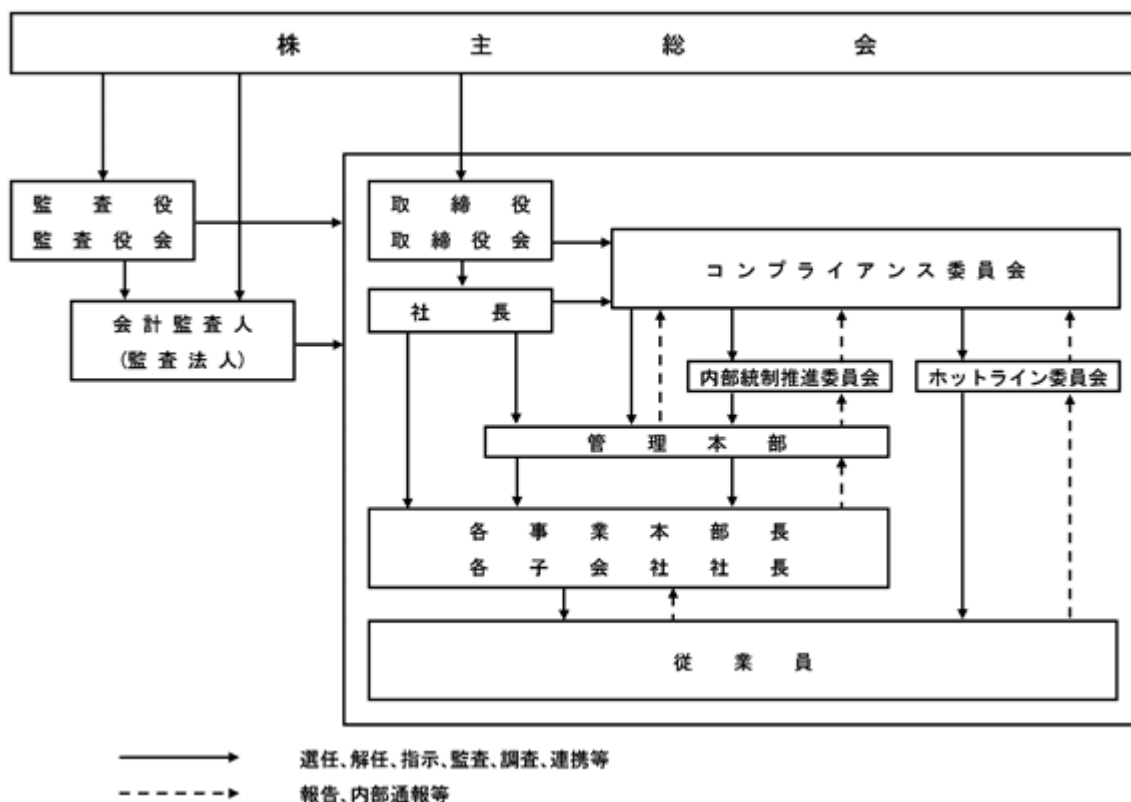 株主総会
監査役
監査役会
取締役
取締役会
コンプライアンス委員会
社長
会計監査人
(監査法人)
内部統制推進委員会
ホットライン委員会
管理本部
各事業本部長
各子会社社長
従業員
選任、解任、指示、監査、調査、連携等
報告、内部通報等